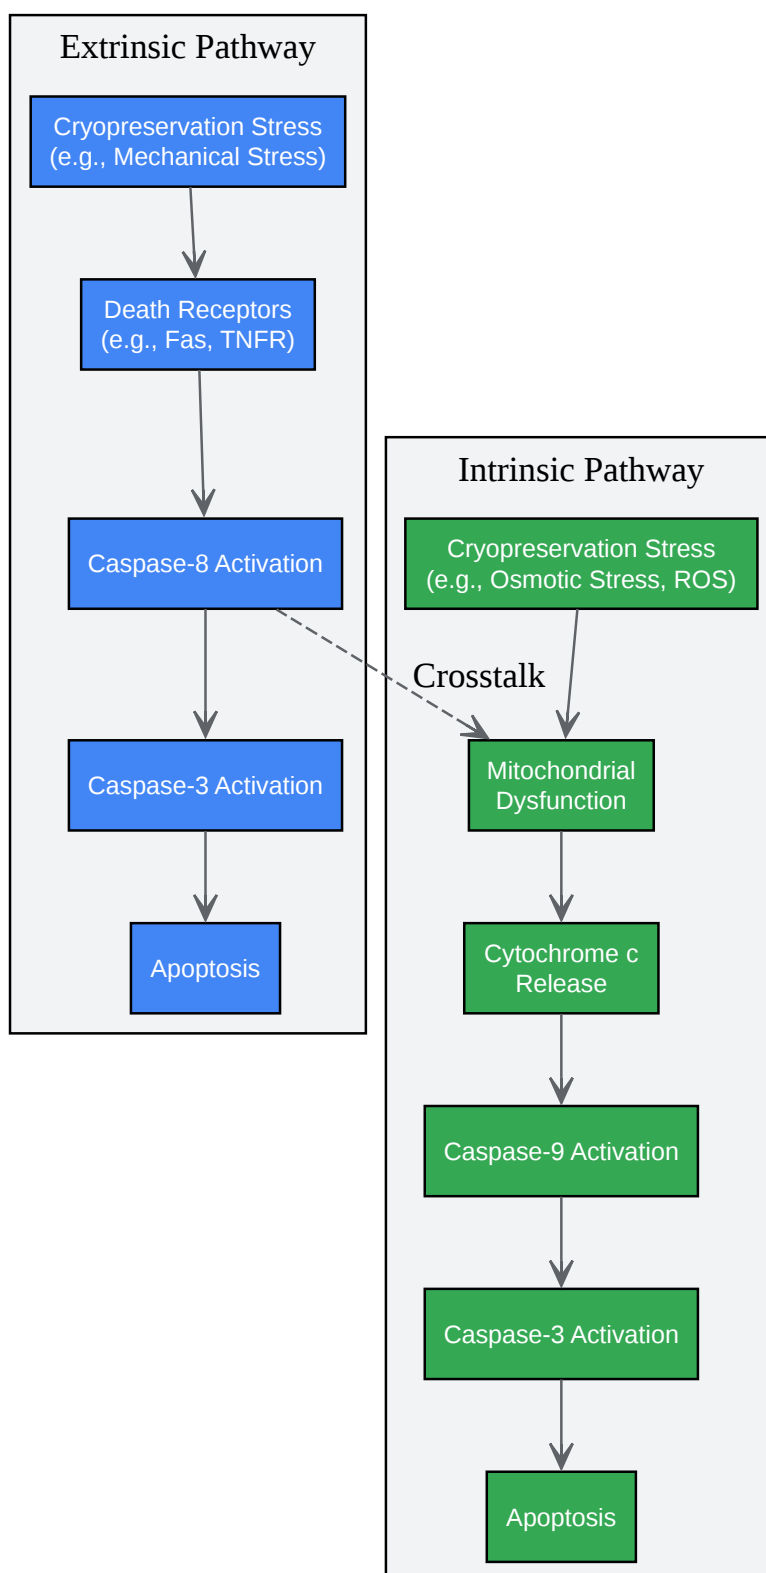 Extrinsic Pathway
Cryopreservation Stress
(e.g., Mechanical Stress)
Death Receptors
(e.g., Fas, TNFR)
Caspase-8 Activation
Caspase-3 Activation
Apoptosis
Crosstalk
Intrinsic Pathway
Cryopreservation Stress
(e.g., Osmotic Stress, ROS)
Mitochondrial
Dysfunction
Cytochrome c
Release
Caspase-9 Activation
Caspase-3 Activation
Apoptosis